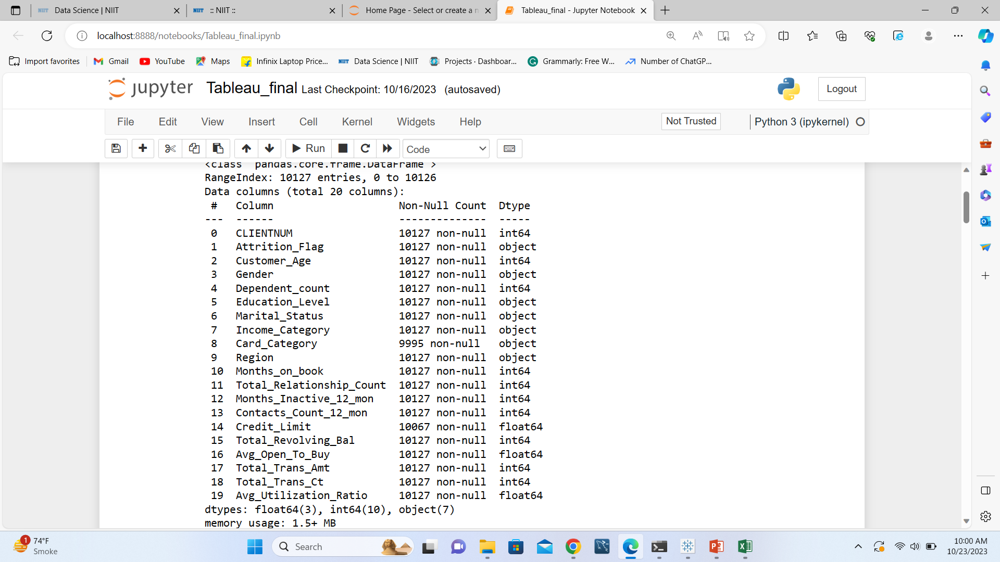 Data Science | NIIT
:: NIIT ::
Home Page - Select or create a n
Tableau_final - Jupyter Notebook
localhost:8888/notebooks/Tableau_final.ipynb
Import favorites
Gmail
YouTube
Maps
Infinix Laptop Price...
NIIT Data Science | NIIT
Projects · Dashboar...
Grammarly: Free W...
Number of ChatGP...
jupyter Tableau_final Last Checkpoint: 10/16/2023 (autosaved)
Logout
File Edit View Insert Cell Kernel Widgets Help
Not Trusted
Python 3 (ipykernel)
Run
Code
<class 'pandas.core.frame.DataFrame'>
RangeIndex: 10127 entries, 0 to 10126
Data columns (total 20 columns):
 #   Column                    Non-Null Count  Dtype
---  ------                    --------------  -----
 0   CLIENTNUM                 10127 non-null  int64
 1   Attrition_Flag            10127 non-null  object
 2   Customer_Age              10127 non-null  int64
 3   Gender                    10127 non-null  object
 4   Dependent_count           10127 non-null  int64
 5   Education_Level           10127 non-null  object
 6   Marital_Status            10127 non-null  object
 7   Income_Category           10127 non-null  object
 8   Card_Category             9995 non-null   object
 9   Region                    10127 non-null  object
 10  Months_on_book            10127 non-null  int64
 11  Total_Relationship_Count  10127 non-null  int64
 12  Months_Inactive_12_mon    10127 non-null  int64
 13  Contacts_Count_12_mon     10127 non-null  int64
 14  Credit_Limit              10067 non-null  float64
 15  Total_Revolving_Bal       10127 non-null  int64
 16  Avg_Open_To_Buy           10127 non-null  float64
 17  Total_Trans_Amt           10127 non-null  int64
 18  Total_Trans_Ct            10127 non-null  int64
 19  Avg_Utilization_Ratio     10127 non-null  float64
dtypes: float64(3), int64(10), object(7)
memory usage: 1.5+ MB
1
74°F
Smoke
Search
10:00 AM
10/23/2023